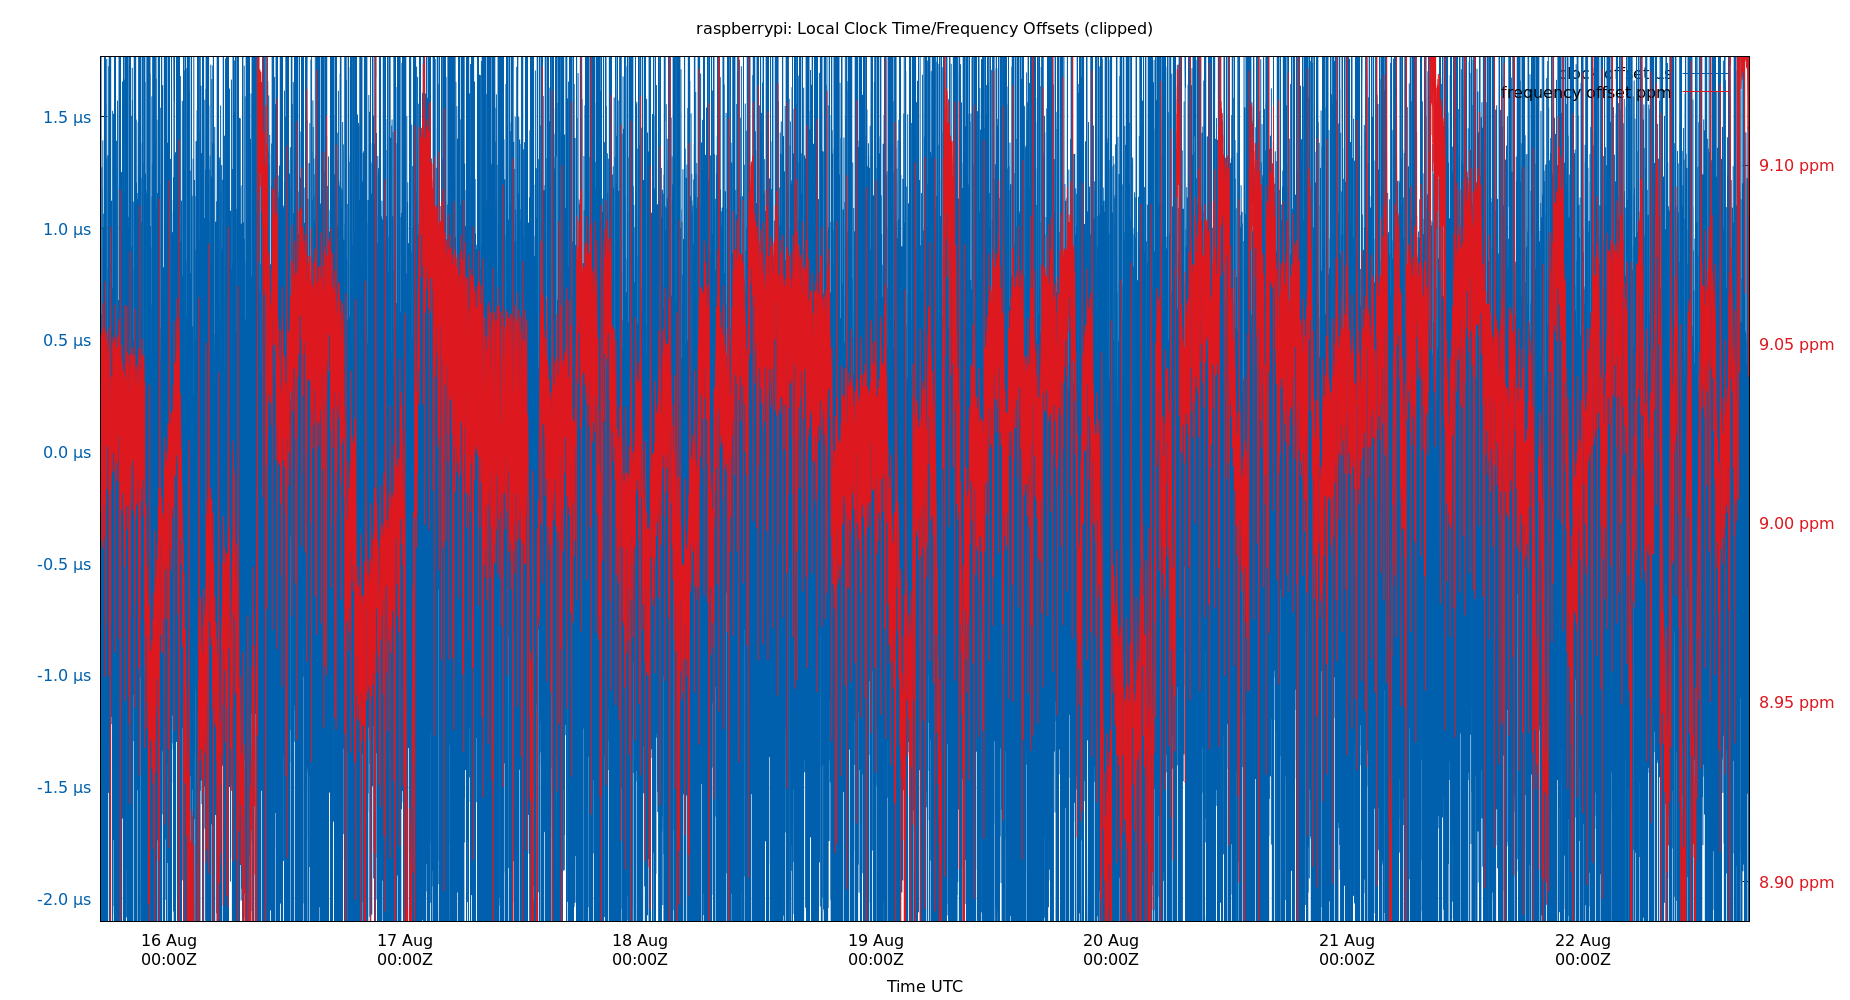 raspberrypi: Local Clock Time/Frequency Offsets (clipped)
clock offset µs
frequency offset ppm
1.5 µs
1.0 µs
0.5 µs
0.0 µs
-0.5 µs
-1.0 µs
-1.5 µs
-2.0 µs
9.10 ppm
9.05 ppm
9.00 ppm
8.95 ppm
8.90 ppm
16 Aug
00:00Z
17 Aug
00:00Z
18 Aug
00:00Z
19 Aug
00:00Z
20 Aug
00:00Z
21 Aug
00:00Z
22 Aug
00:00Z
Time UTC